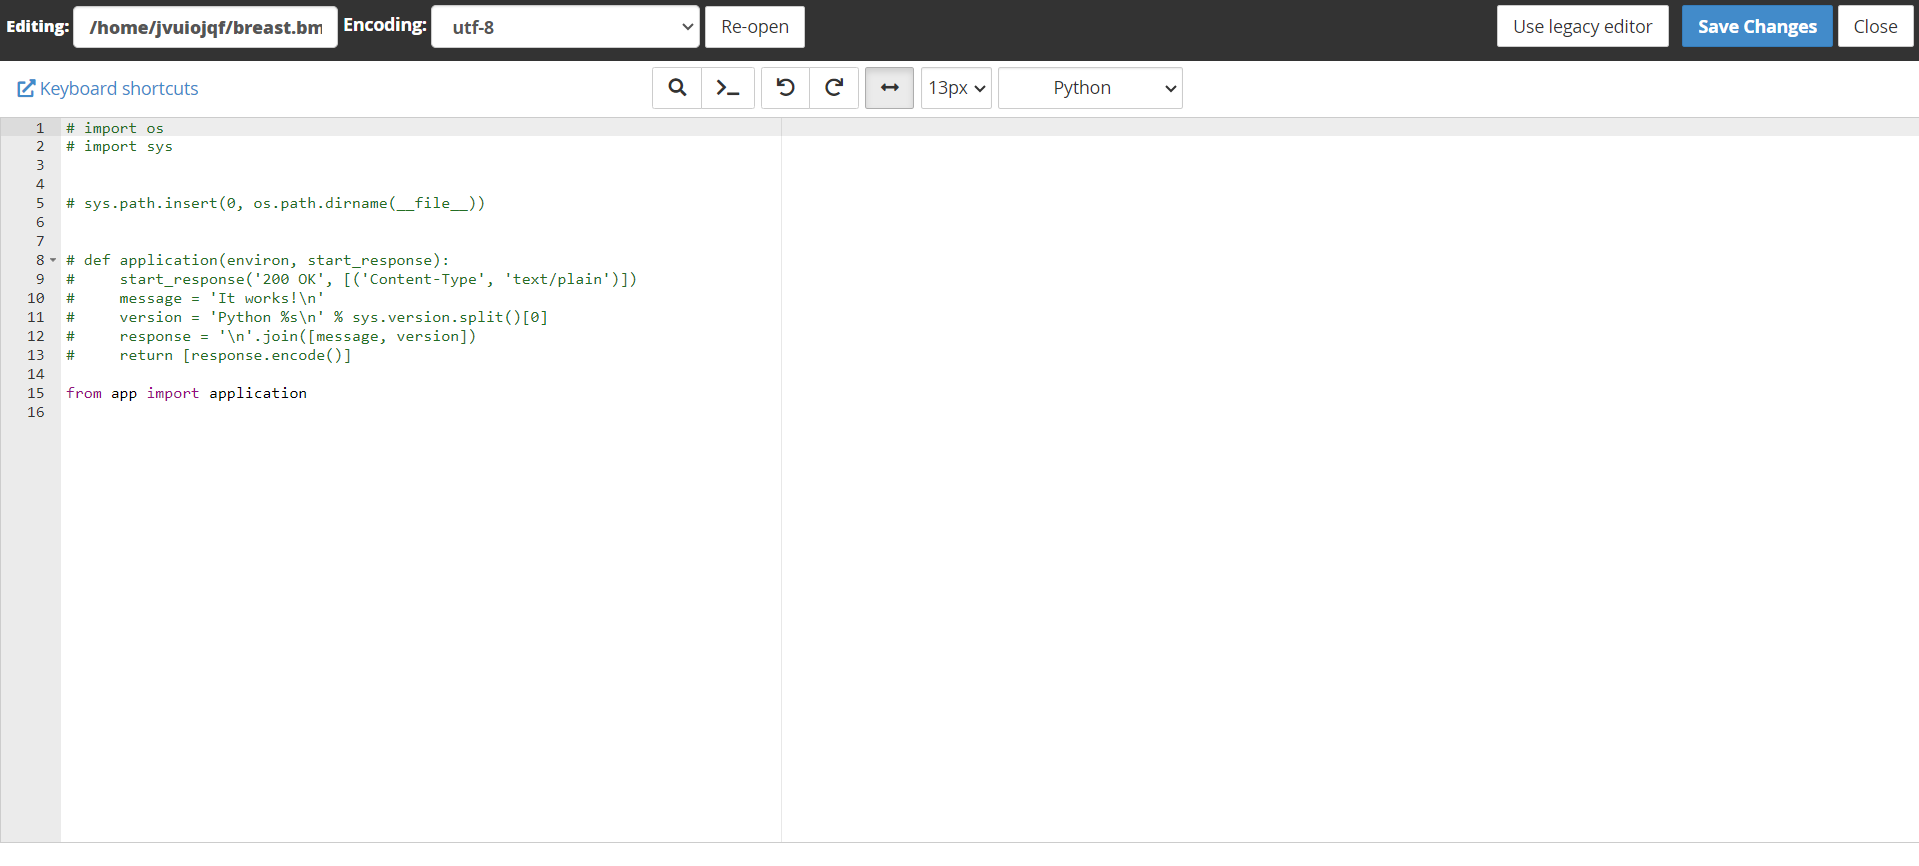 Editing: /home/jvuiojqf/breast.bm Encoding: utf-8 Re-open Use legacy editor Save Changes Close
Keyboard shortcuts 13px Python
1 # import os
2 # import sys
3
4
5 # sys.path.insert(0, os.path.dirname(__file__))
6
7
8 # def application(environ, start_response):
9 #     start_response('200 OK', [('Content-Type', 'text/plain')])
10 #     message = 'It works!\n'
11 #     version = 'Python %s\n' % sys.version.split()[0]
12 #     response = '\n'.join([message, version])
13 #     return [response.encode()]
14
15 from app import application
16